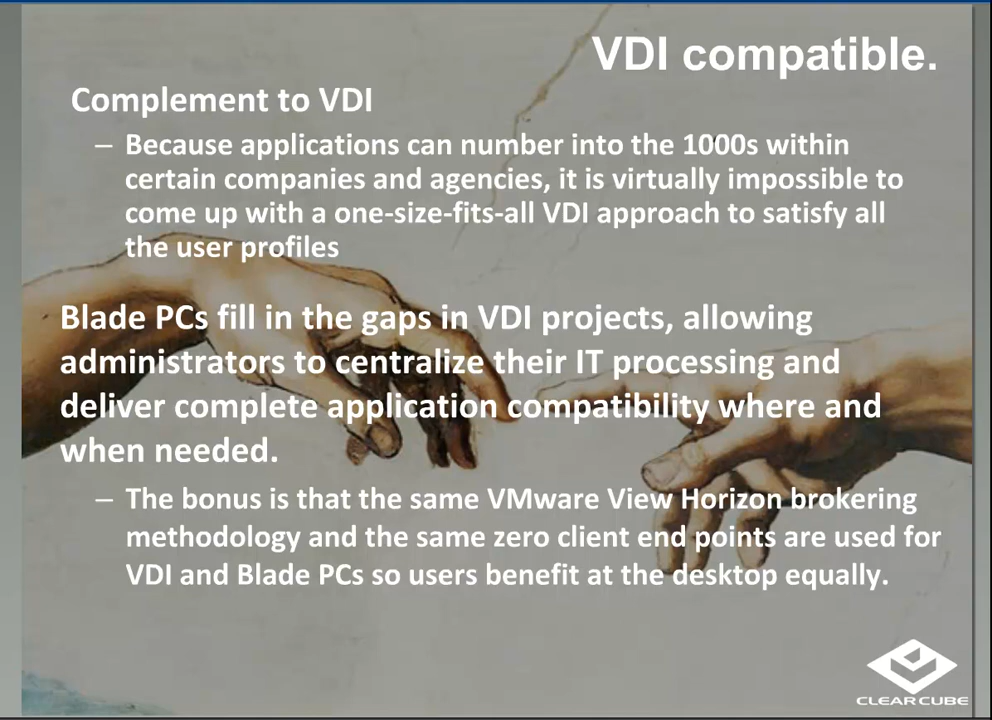 VDI compatible.
Complement to VDI
– Because applications can number into the 1000s within
certain companies and agencies, it is virtually impossible to
come up with a one-size-fits-all VDI approach to satisfy all
the user profiles
Blade PCs fill in the gaps in VDI projects, allowing
administrators to centralize their IT processing and
deliver complete application compatibility where and
when needed.
– The bonus is that the same VMware View Horizon brokering
methodology and the same zero client end points are used for
VDI and Blade PCs so users benefit at the desktop equally.
CLEARCUBE